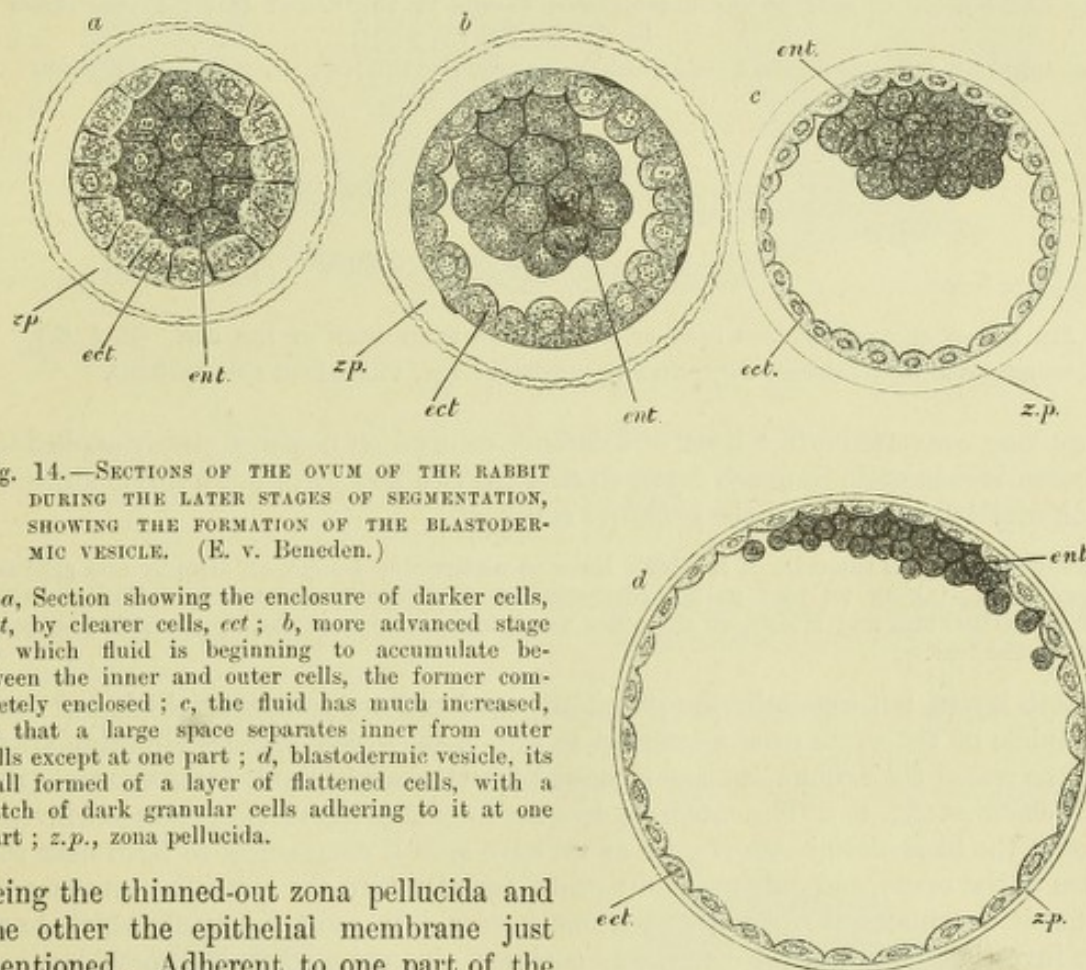 a
b
ent.
c
zp
ect.
ent.
zp.
ect
ent.
ect.
z.p.
g. 14.—SECTIONS OF THE OVUM OF THE RABBIT
DURING THE LATER STAGES OF SEGMENTATION,
SHOWING THE FORMATION OF THE BLASTODER-
MIC VESICLE. (E. v. Beneden.)
a, Section showing the enclosure of darker cells,
t, by clearer cells, ect ; b, more advanced stage
which fluid is beginning to accumulate be-
veen the inner and outer cells, the former com-
etely enclosed ; c, the fluid has much increased,
that a large space separates inner from outer
lls except at one part ; d, blastodermic vesicle, its
all formed of a layer of flattened cells, with a
atch of dark granular cells adhering to it at one
rt ; z.p., zona pellucida.
d
ent
ect.
zp.
eing the thinned-out zona pellucida and
he other the epithelial membrane just
entioned. Adherent to one part of the